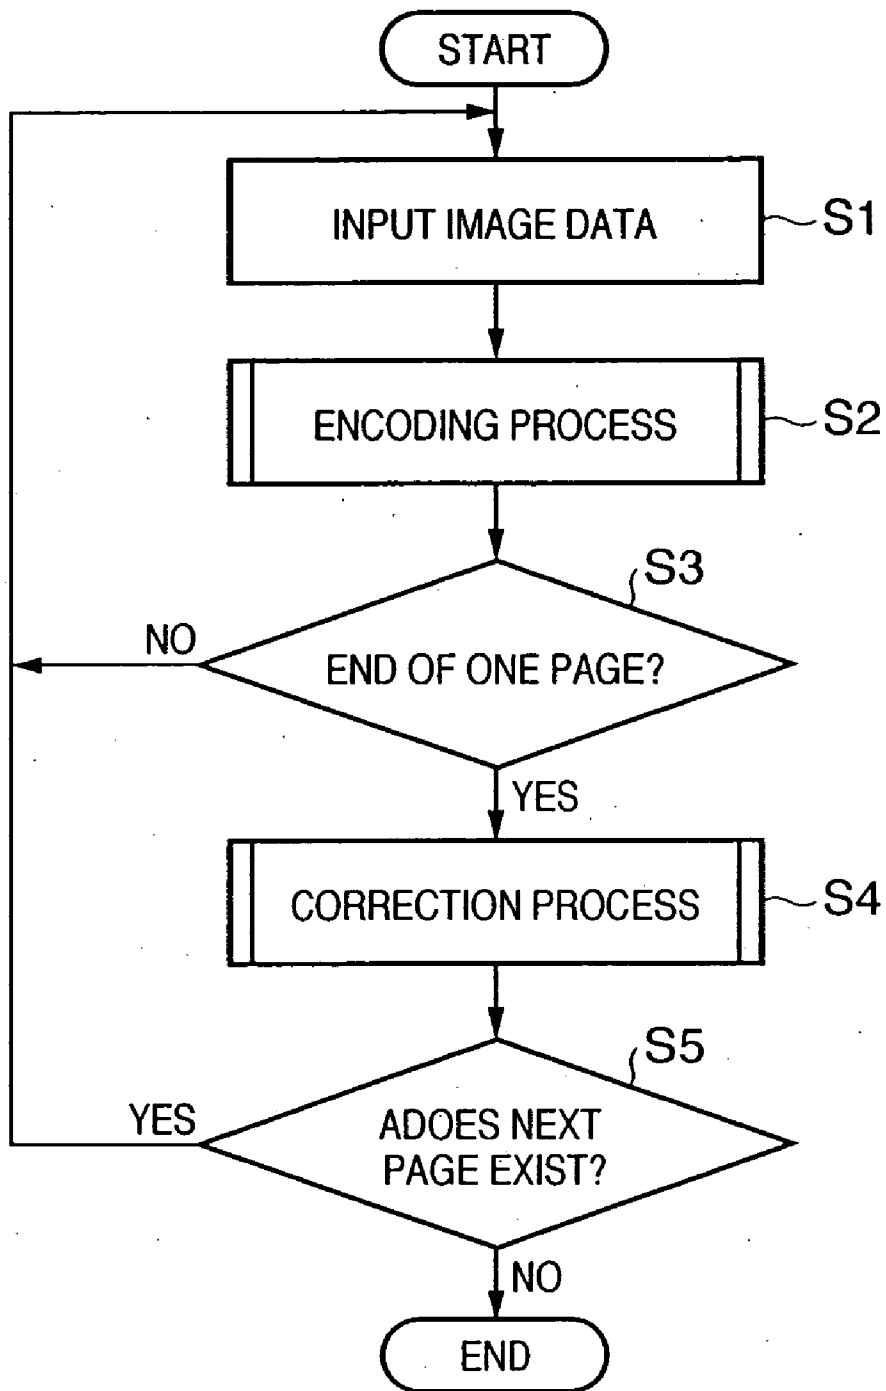 START
INPUT IMAGE DATA
S1
ENCODING PROCESS
S2
S3
NO
END OF ONE PAGE?
YES
CORRECTION PROCESS
S4
S5
YES
ADOES NEXT
PAGE EXIST?
NO
END